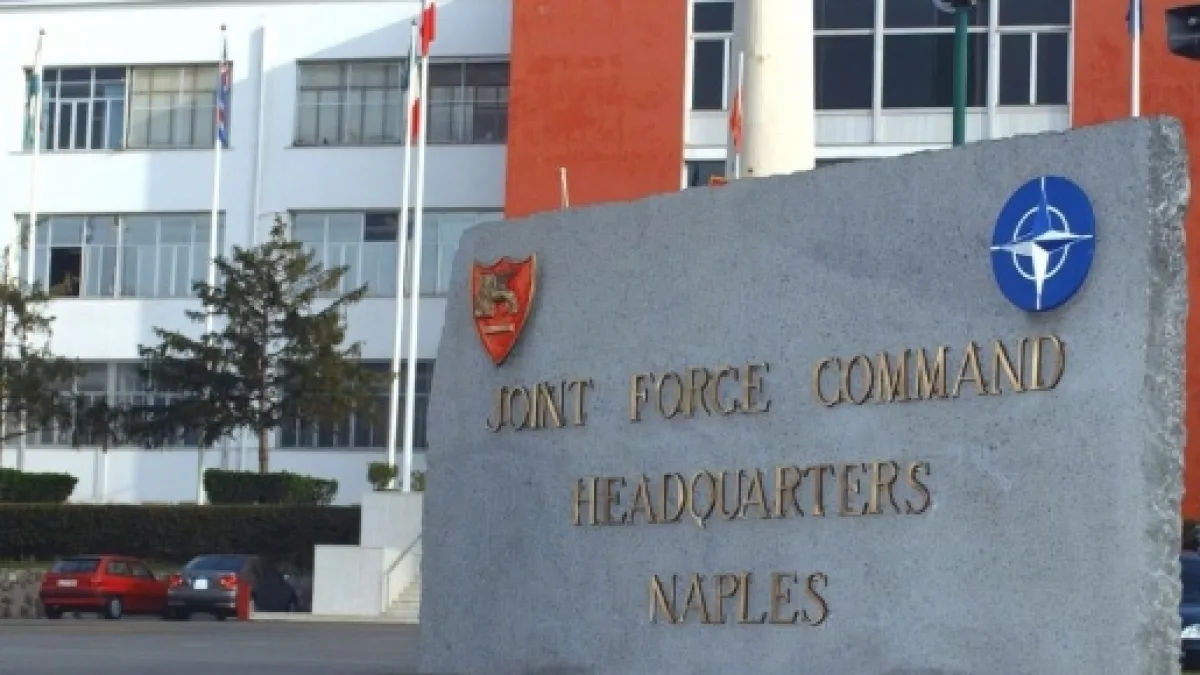 JOINT FORCE COMMAND
HEADQUARTERS
NAPLES